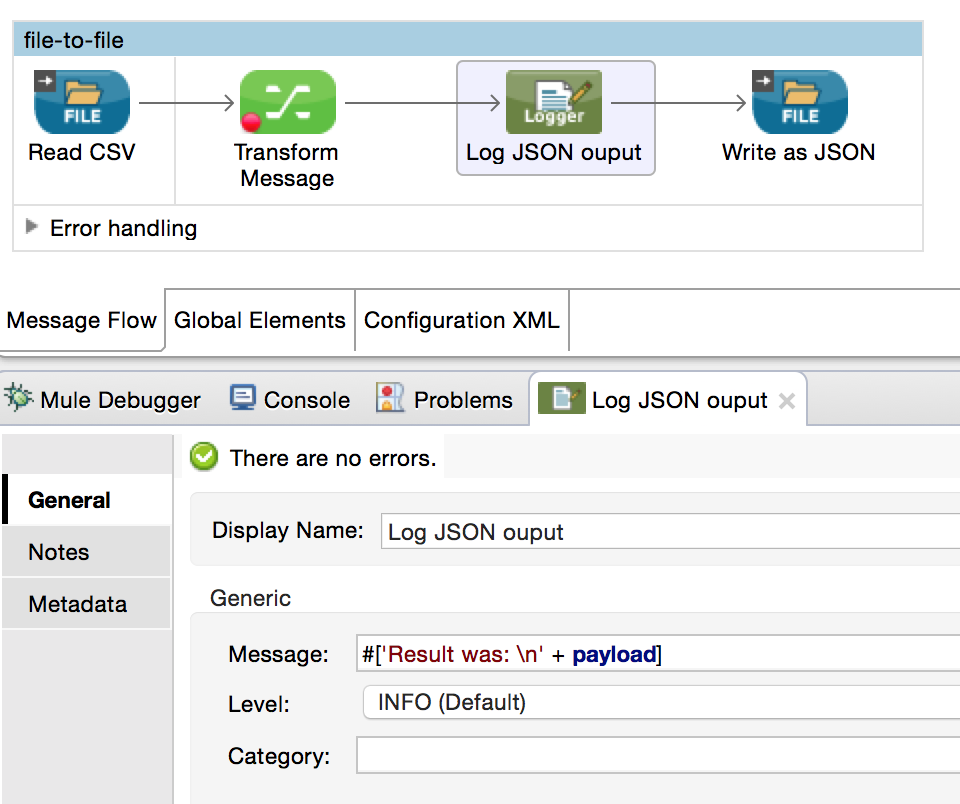 file-to-file
FILE
Logger
FILE
Read CSV
Transform
Message
Log JSON ouput
Write as JSON
Error handling
Message Flow
Global Elements
Configuration XML
Mule Debugger
Console
Problems
Log JSON ouput
There are no errors.
General
Notes
Metadata
Display Name:
Log JSON ouput
Generic
Message:
#['Result was: \n' + payload]
Level:
INFO (Default)
Category: